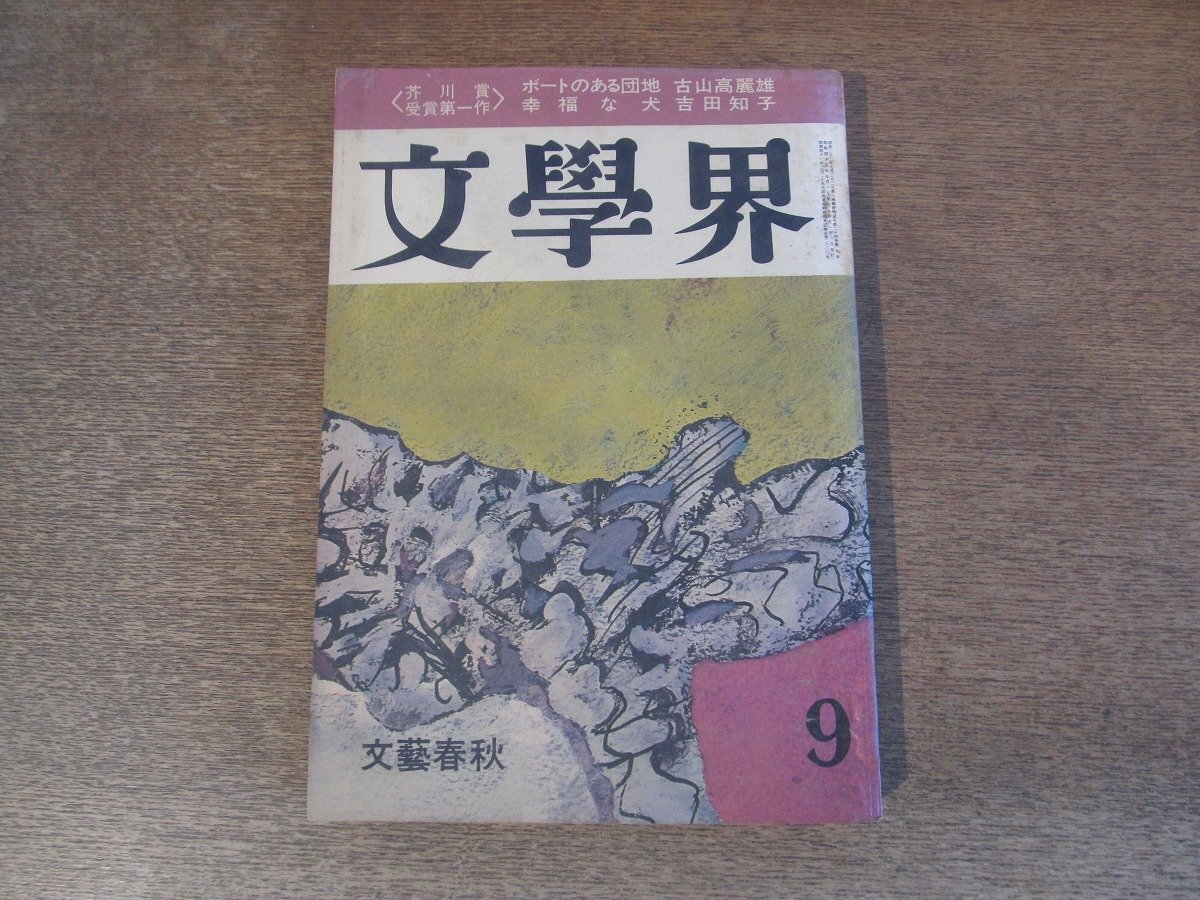 〈芥川賞受賞第一作〉
ボートのある団地 古山高麗雄
幸福な犬 吉田知子
文學界
9
文藝春秋